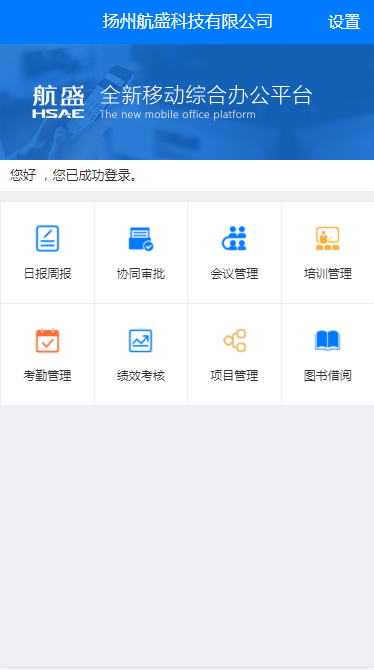 扬州航盛科技有限公司 设置
航盛 全新移动综合办公平台
HSAE The new mobile office platform
您好 ，您已成功登录。
日报周报 协同审批 会议管理 培训管理
考勤管理 绩效考核 项目管理 图书借阅